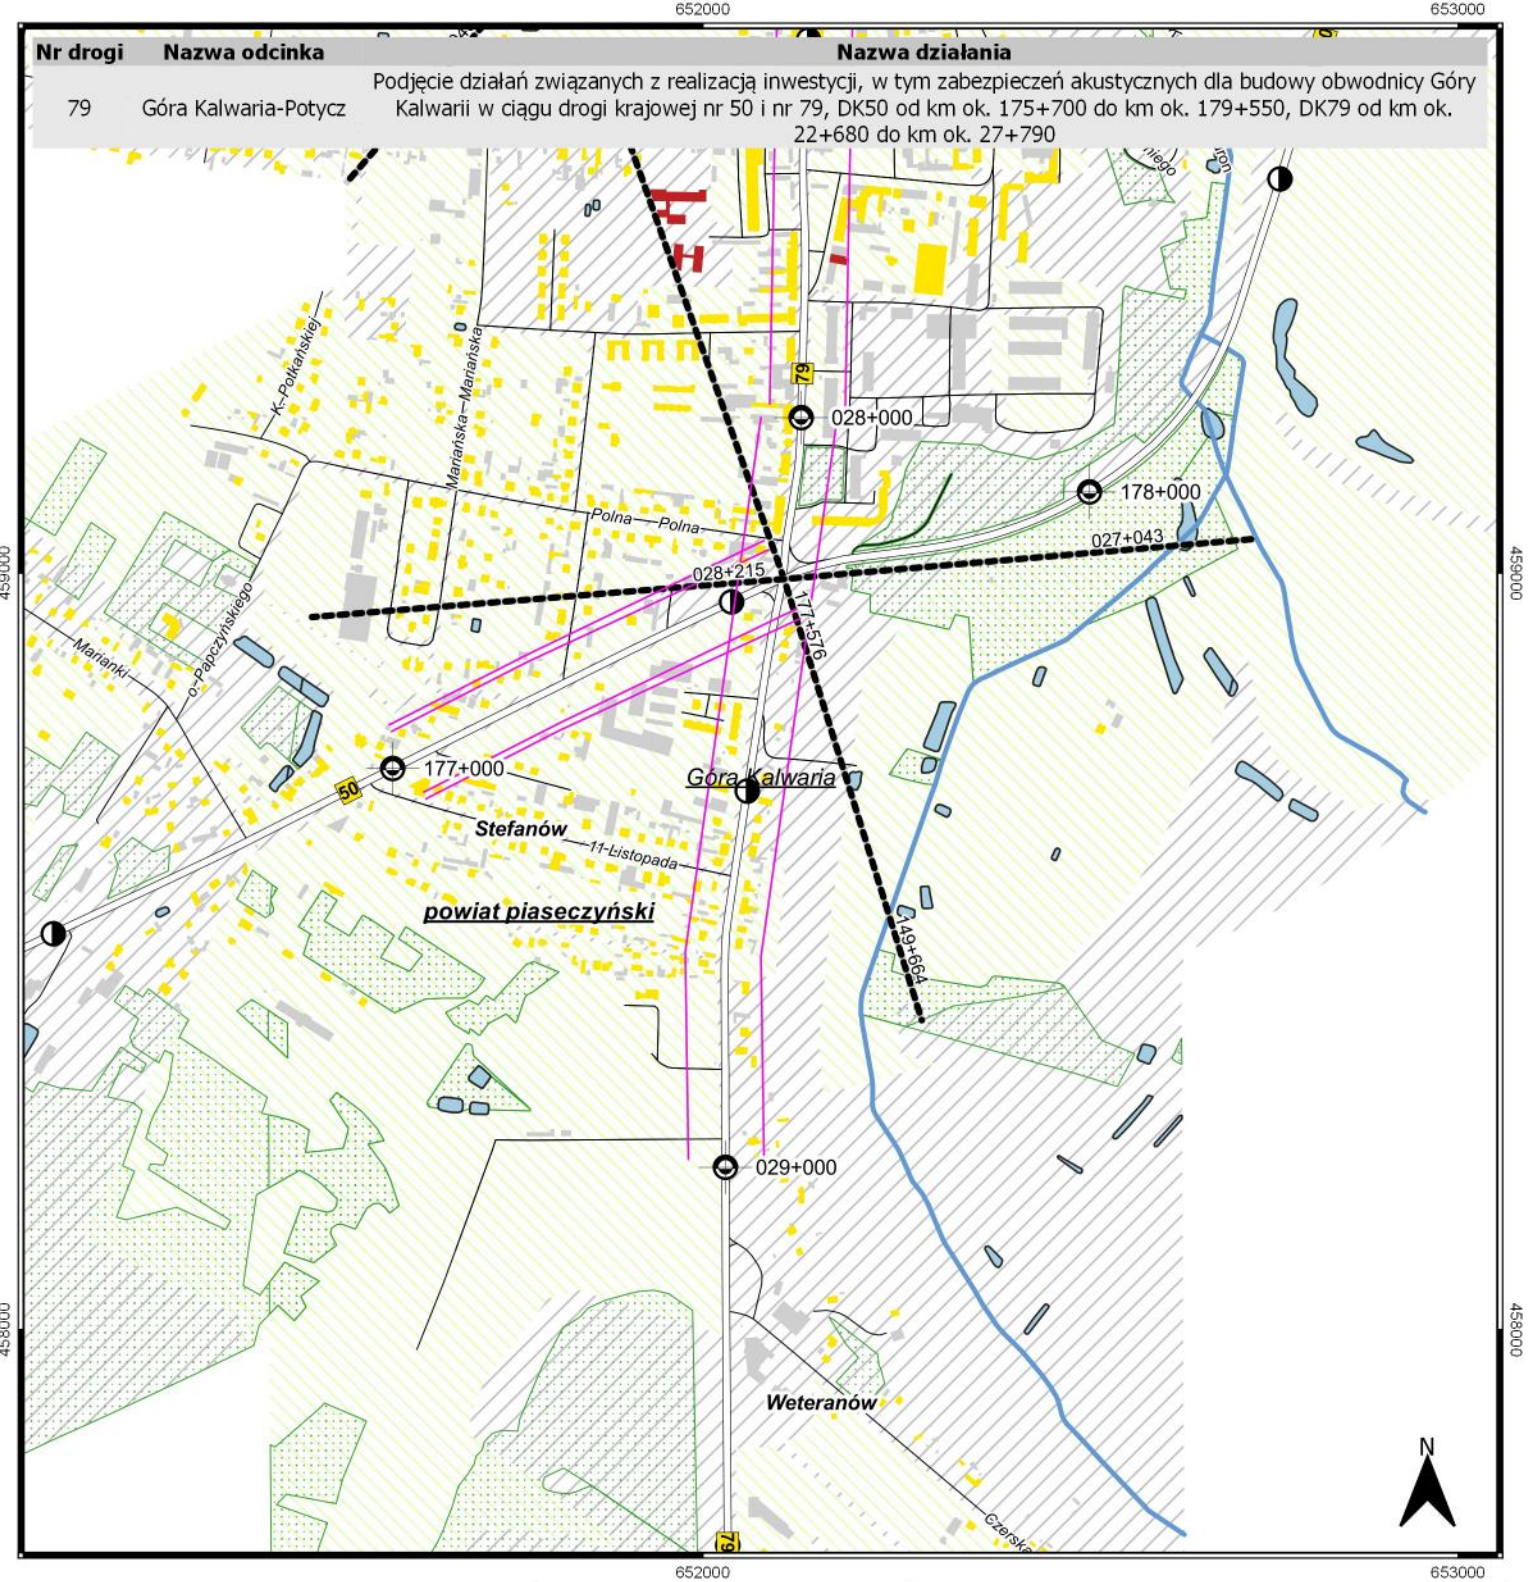 652000
653000
Nr drogi Nazwa odcinka Nazwa działania
Podjęcie działań związanych z realizacją inwestycji, w tym zabezpieczeń akustycznych dla budowy obwodnicy Góry
79 Góra Kalwaria-Potycz Kalwarii w ciągu drogi krajowej nr 50 i nr 79, DK50 od km ok. 175+700 do km ok. 179+550, DK79 od km ok.
22+680 do km ok. 27+790
K. Potkańskiej
Mariańska
Mariańska
79
028+000
178+000
Polna
Polna
027+043
028+215
459000
459000
177+576
o. Papczyńskiego
Marianki
177+000
50
Góra Kalwaria
Stefanów
11 Listopada
powiat piaseczyński
149+664
029+000
458000
458000
Weteranów
N
Czerska
79
652000
653000